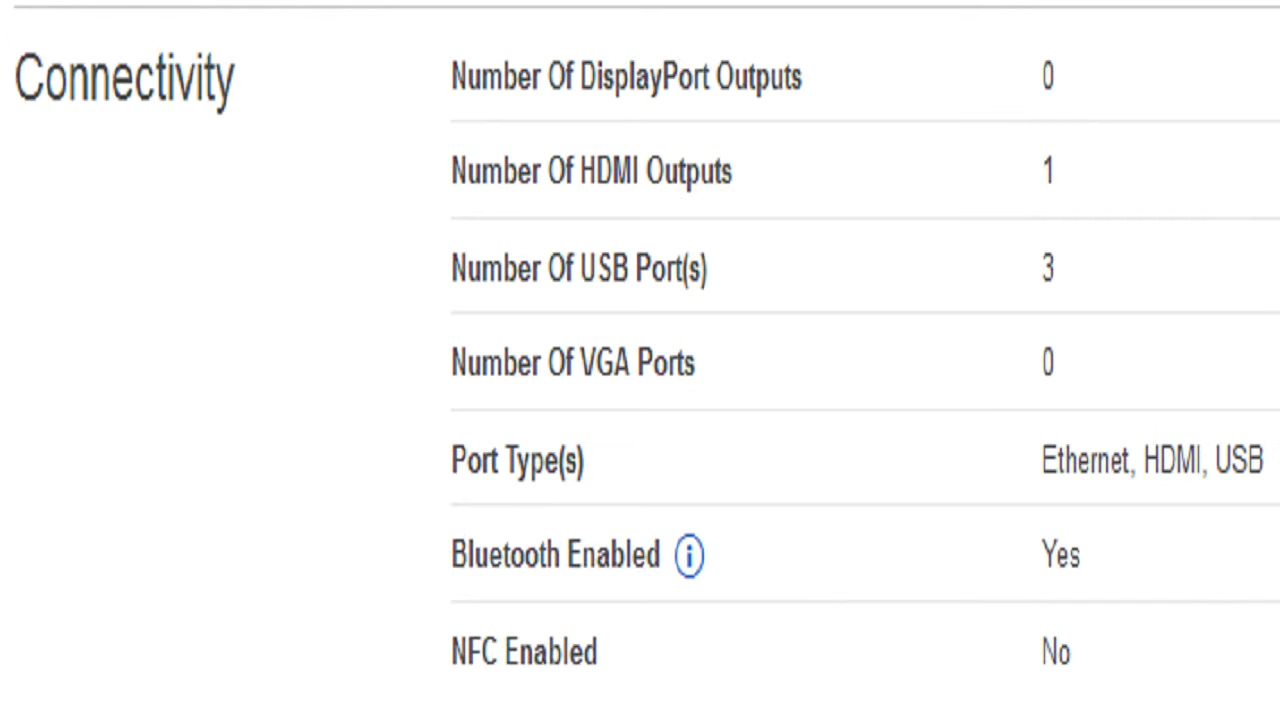 Connectivity
Number Of DisplayPort Outputs 0
Number Of HDMI Outputs 1
Number Of USB Port(s) 3
Number Of VGA Ports 0
Port Type(s) Ethernet, HDMI, USB
Bluetooth Enabled i Yes
NFC Enabled No